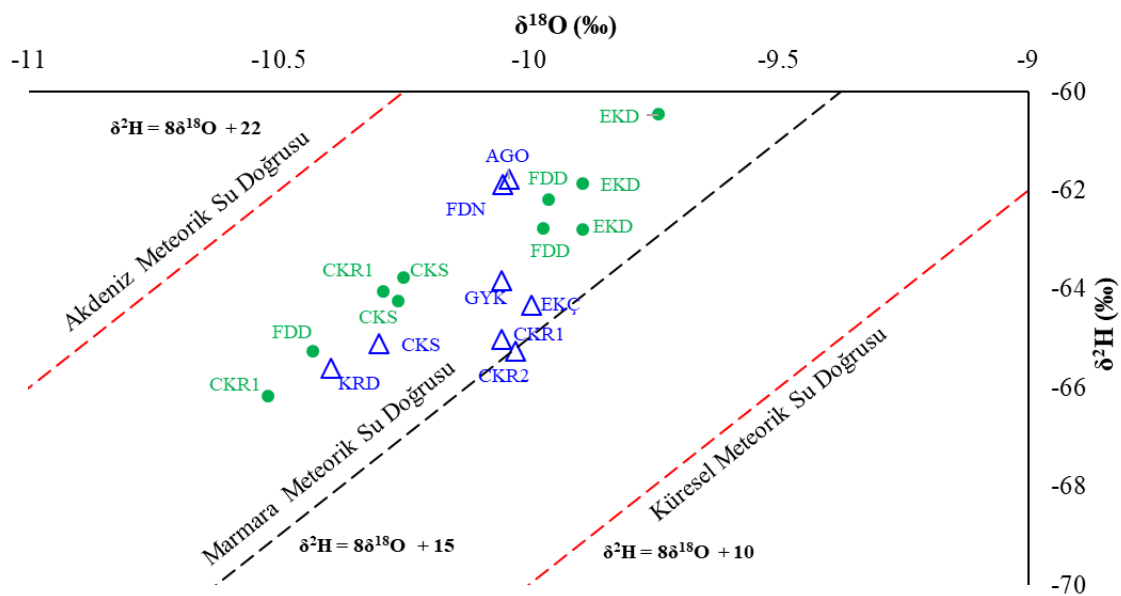 δ¹⁸O (‰)
-11
-10.5
-10
-9.5
-9
-60
-62
-64
-66
-68
-70
δ²H (‰)
δ²H = 8δ¹⁸O + 22
Akdeniz Meteorik Su Doğrusu
EKD
AGO
FDD
EKD
FDN
EKD
FDD
CKR1
CKS
GYK
EKÇ
CKS
FDD
CKS
CKR1
KRD
CKR2
CKR1
Marmara Meteorik Su Doğrusu
Küresel Meteorik Su Doğrusu
δ²H = 8δ¹⁸O + 15
δ²H = 8δ¹⁸O + 10